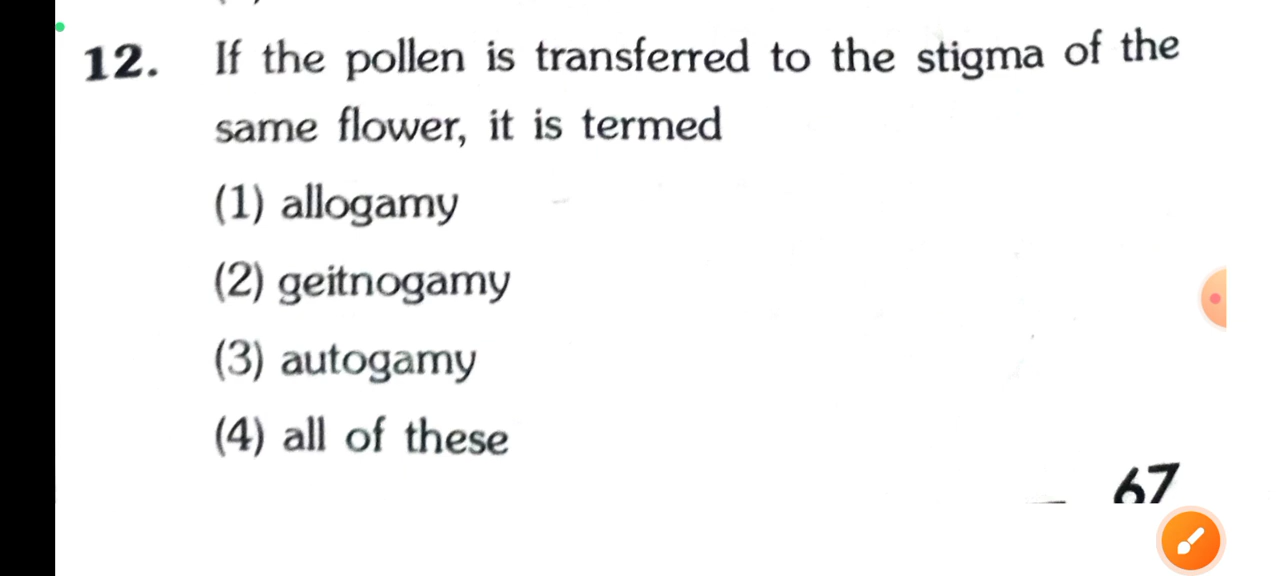 12. If the pollen is transferred to the stigma of the
same flower, it is termed
(1) allogamy
(2) geitnogamy
(3) autogamy
(4) all of these
67